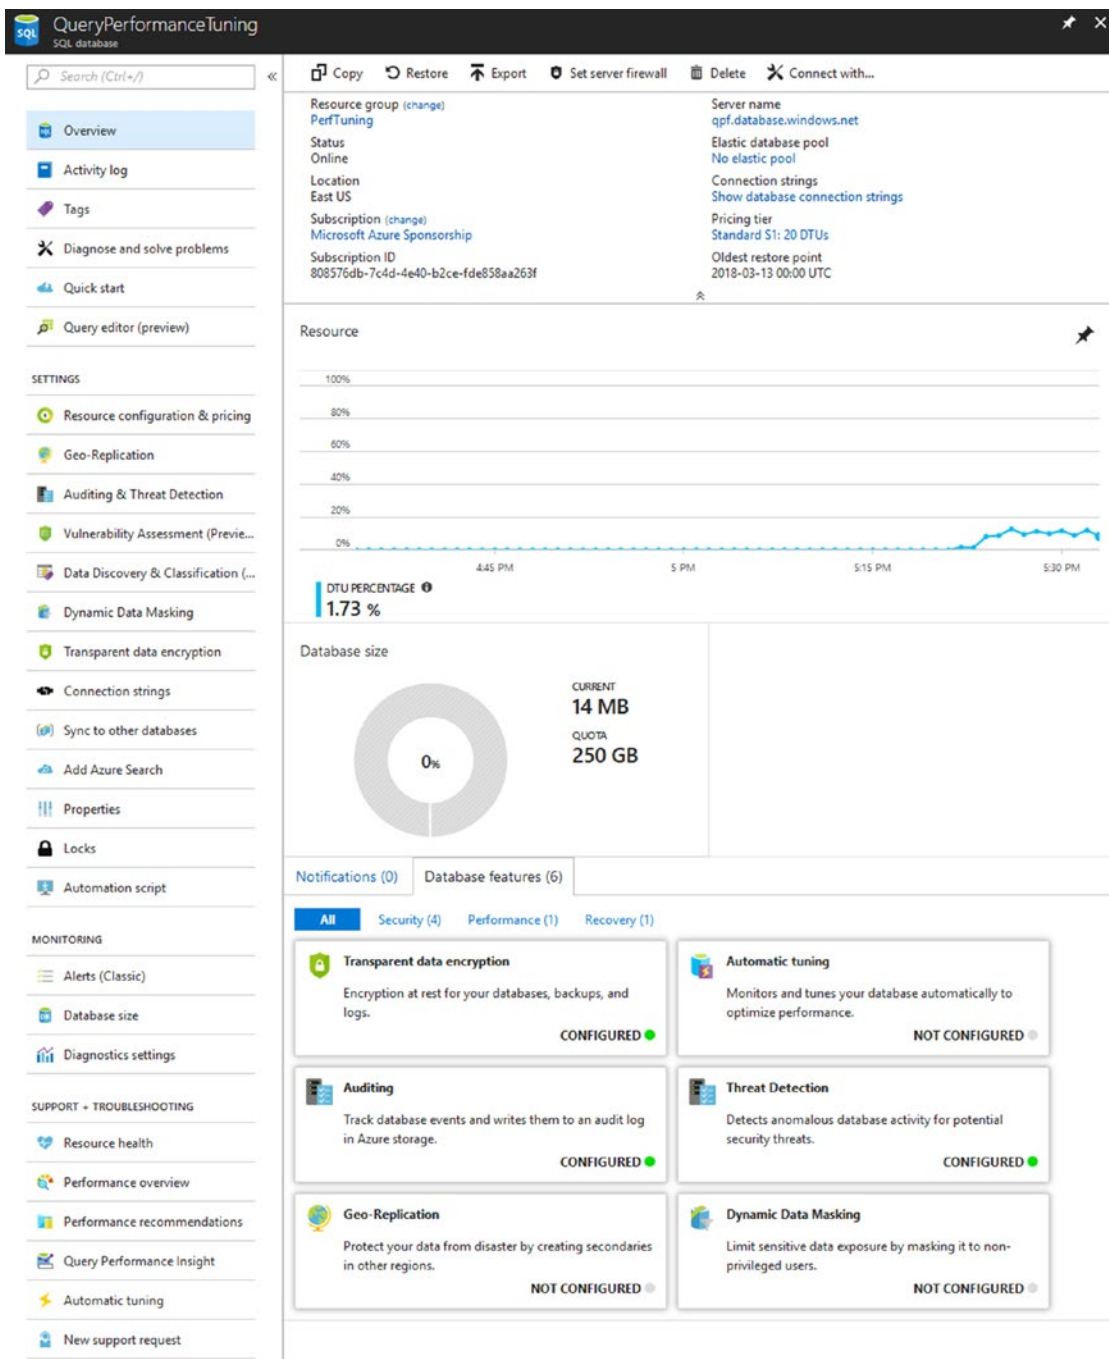 QueryPerformanceTuning
SQL database
SQL
Search (Ctrl+/)
Overview
Activity log
Tags
Diagnose and solve problems
Quick start
Query editor (preview)
SETTINGS
Resource configuration & pricing
Geo-Replication
Auditing & Threat Detection
Vulnerability Assessment (Previe...
Data Discovery & Classification (...
Dynamic Data Masking
Transparent data encryption
Connection strings
Sync to other databases
Add Azure Search
Properties
Locks
Automation script
MONITORING
Alerts (Classic)
Database size
Diagnostics settings
SUPPORT + TROUBLESHOOTING
Resource health
Performance overview
Performance recommendations
Query Performance Insight
Automatic tuning
New support request
Copy Restore Export Set server firewall Delete Connect with...
Resource group (change)
PerfTuning
Status
Online
Location
East US
Subscription (change)
Microsoft Azure Sponsorship
Subscription ID
808576db-7c4d-4e40-b2ce-fde858aa263f
Server name
qpf.database.windows.net
Elastic database pool
No elastic pool
Connection strings
Show database connection strings
Pricing tier
Standard S1: 20 DTUs
Oldest restore point
2018-03-13 00:00 UTC
Resource
100%
80%
60%
40%
20%
0%
4:45 PM 5 PM 5:15 PM 5:30 PM
DTU PERCENTAGE
1.73 %
Database size
0%
CURRENT
14 MB
QUOTA
250 GB
Notifications (0) Database features (6)
All Security (4) Performance (1) Recovery (1)
Transparent data encryption
Encryption at rest for your databases, backups, and
logs.
CONFIGURED
Automatic tuning
Monitors and tunes your database automatically to
optimize performance.
NOT CONFIGURED
Auditing
Track database events and writes them to an audit log
in Azure storage.
CONFIGURED
Threat Detection
Detects anomalous database activity for potential
security threats.
CONFIGURED
Geo-Replication
Protect your data from disaster by creating secondaries
in other regions.
NOT CONFIGURED
Dynamic Data Masking
Limit sensitive data exposure by masking it to non-
privileged users.
NOT CONFIGURED